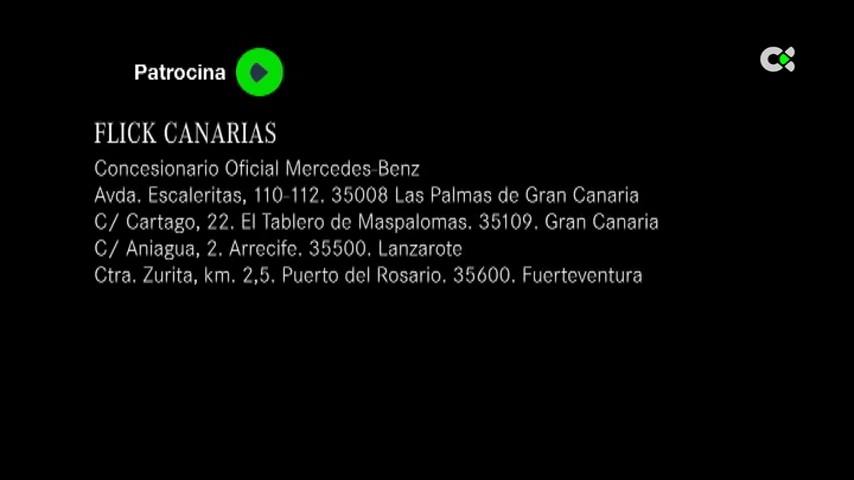 Patrocina
FLICK CANARIAS
Concesionario Oficial Mercedes-Benz
Avda. Escaleritas, 110-112. 35008 Las Palmas de Gran Canaria
C/ Cartago, 22. El Tablero de Maspalomas. 35109. Gran Canaria
C/ Aniagua, 2. Arrecife. 35500. Lanzarote
Ctra. Zurita, km. 2,5. Puerto del Rosario. 35600. Fuerteventura